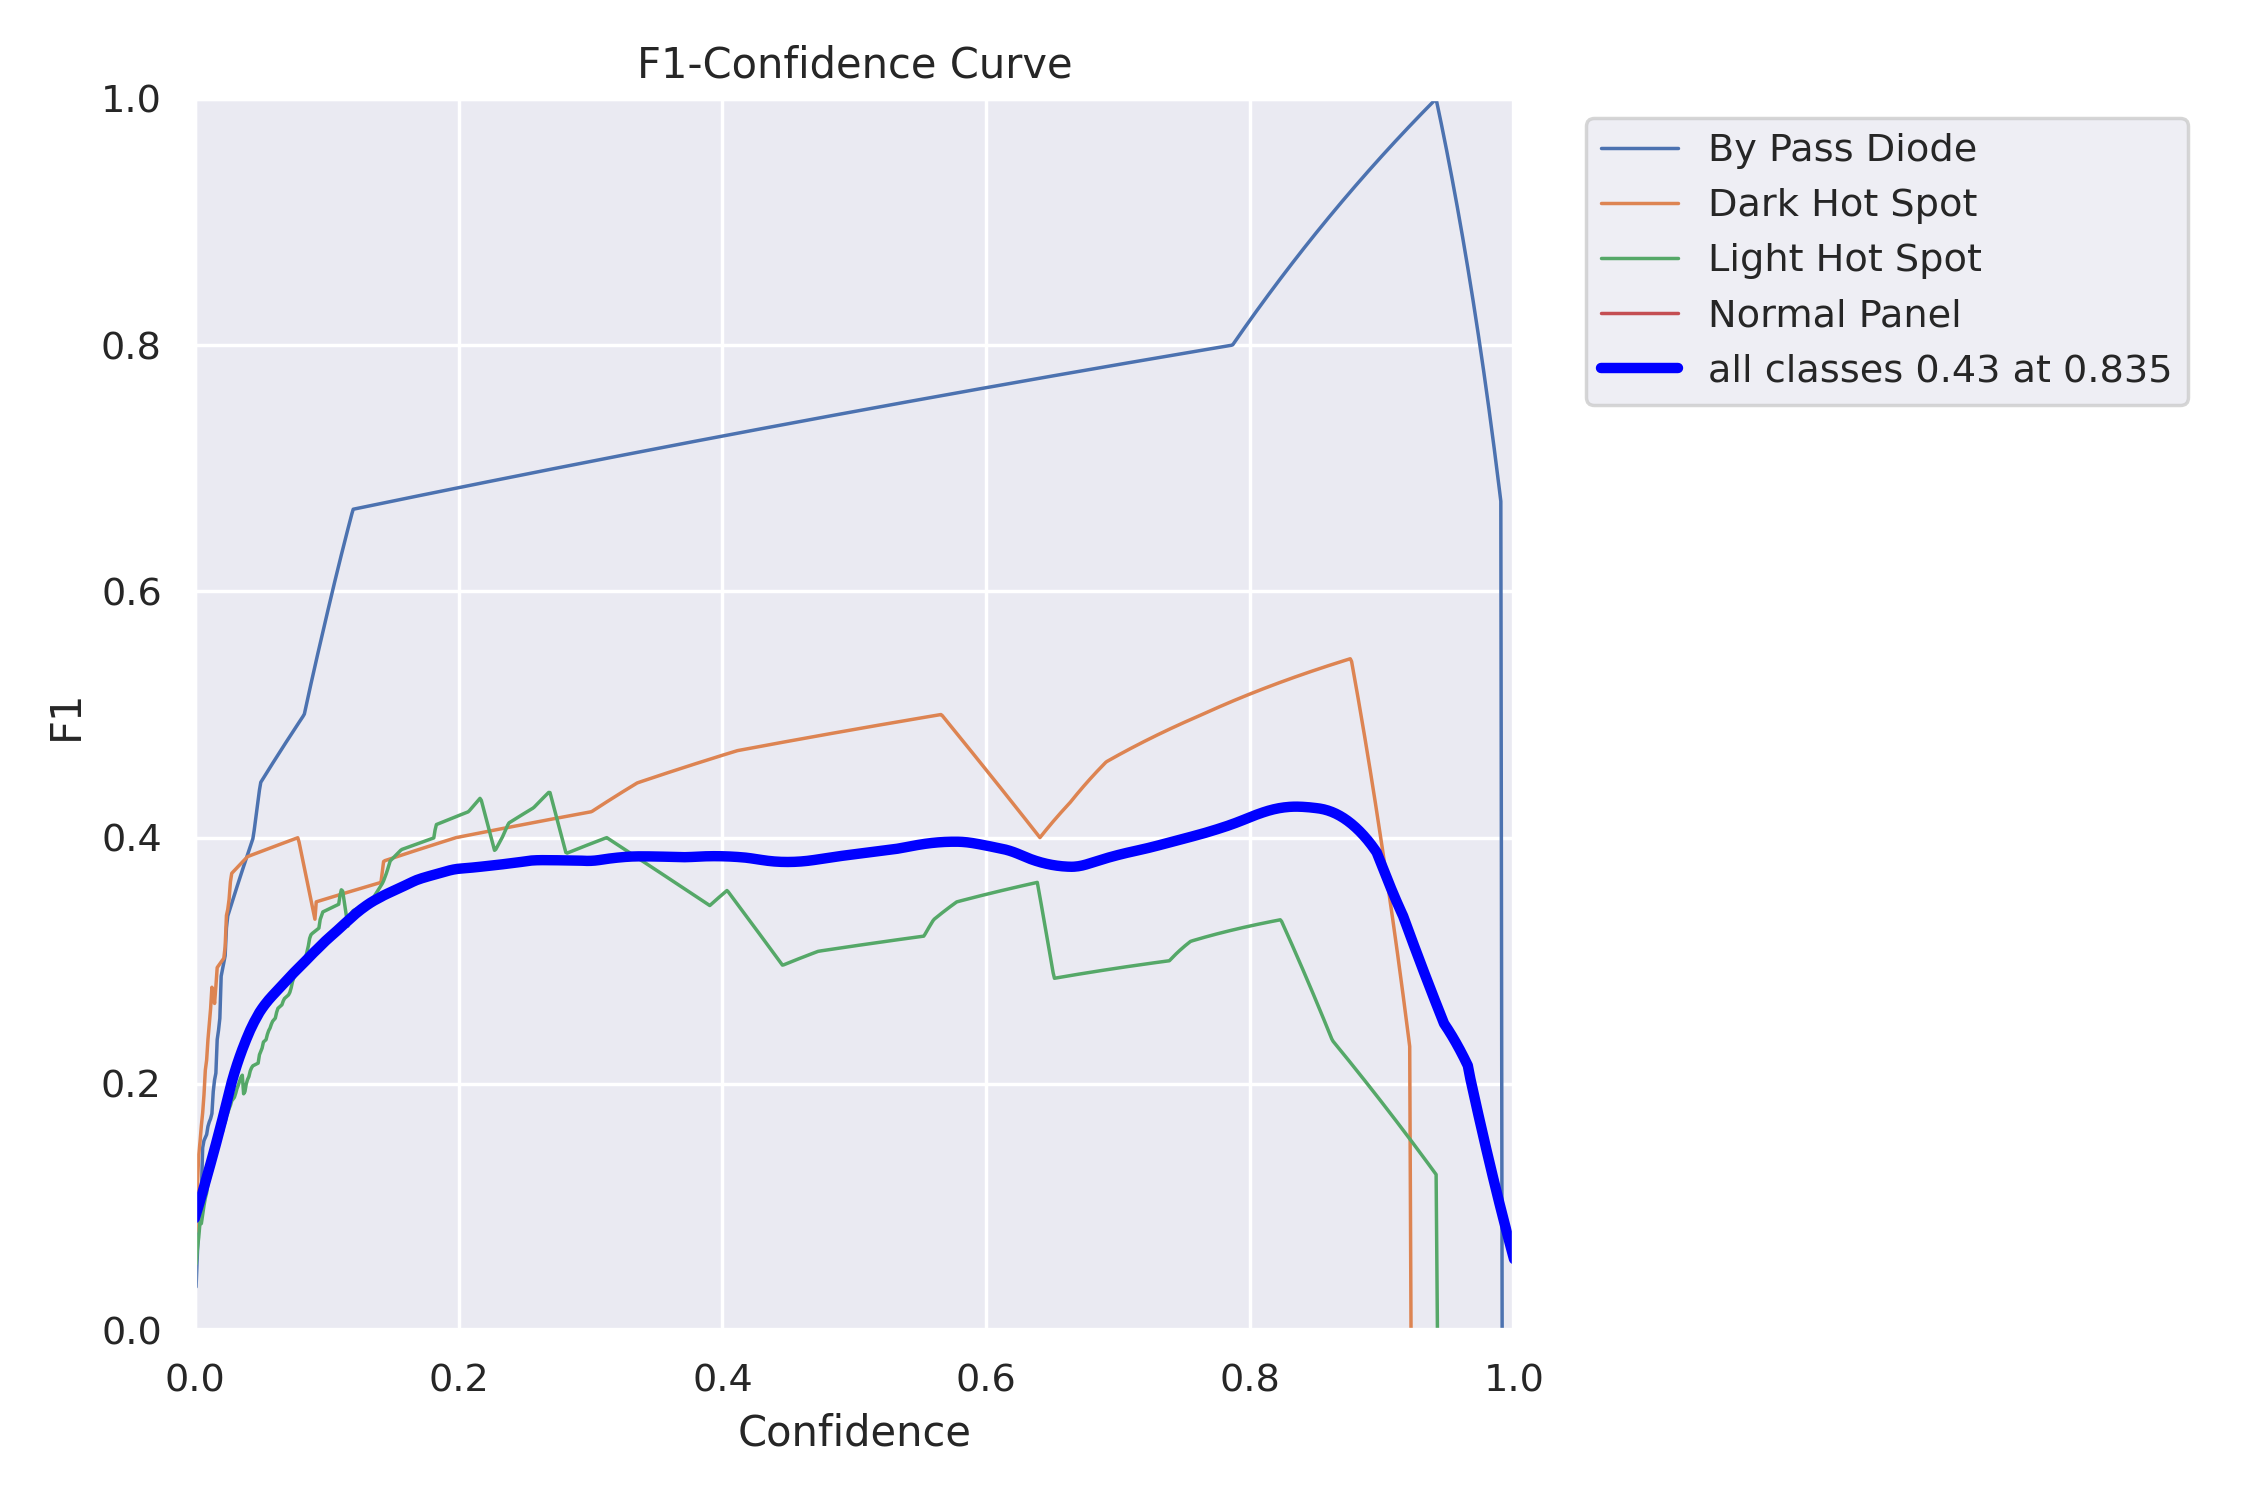 F1-Confidence Curve
1.0
0.8
0.6
0.4
0.2
0.0
F1
0.0 0.2 0.4 0.6 0.8 1.0
Confidence
By Pass Diode
Dark Hot Spot
Light Hot Spot
Normal Panel
all classes 0.43 at 0.835